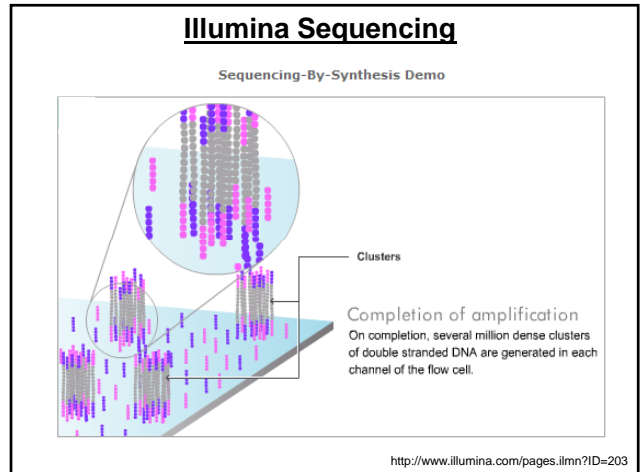 Illumina Sequencing
Sequencing-By-Synthesis Demo
Clusters
Completion of amplification
On completion, several million dense clusters
of double stranded DNA are generated in each
channel of the flow cell.
http://www.illumina.com/pages.ilmn?ID=203